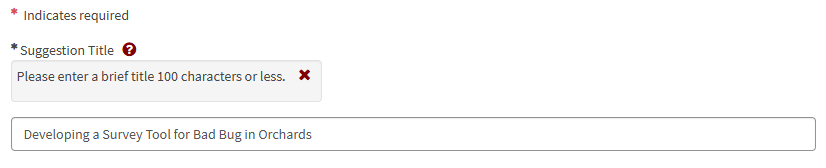 * Indicates required
* Suggestion Title ?
Please enter a brief title 100 characters or less. ✖
Developing a Survey Tool for Bad Bug in Orchards